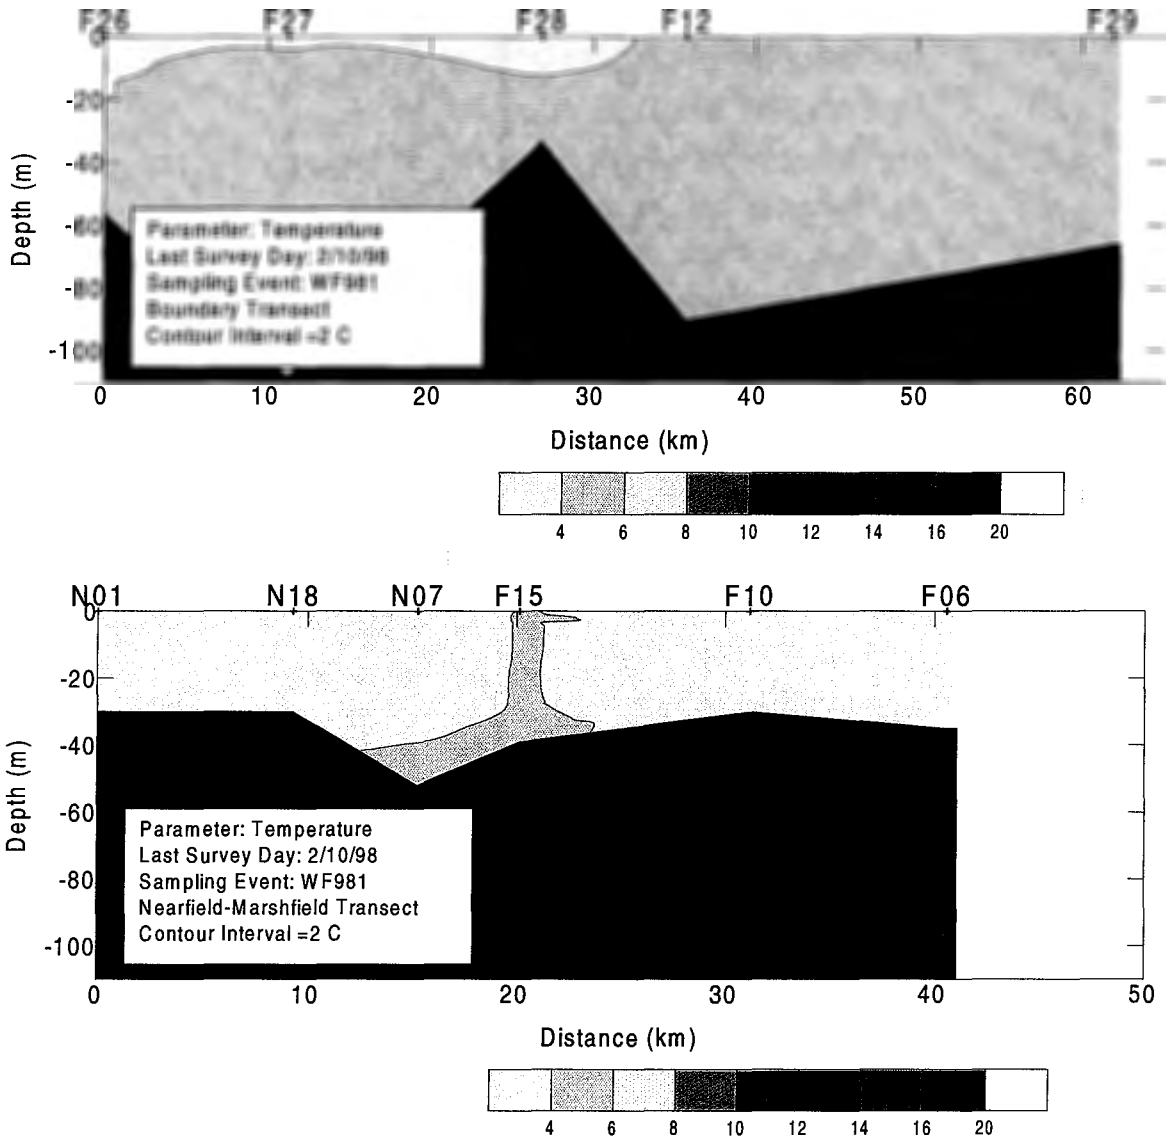 F26 F27 F28 F12 F29
0
-20
-40
-60
-80
-100
Depth (m)
Parameter: Temperature
Last Survey Day: 2/10/98
Sampling Event: WF981
Boundary Transect
Contour Interval =2 C
0 10 20 30 40 50 60
Distance (km)
4 6 8 10 12 14 16 20
N01 N18 N07 F15 F10 F06
0
-20
-40
-60
-80
-100
Depth (m)
Parameter: Temperature
Last Survey Day: 2/10/98
Sampling Event: WF981
Nearfield-Marshfield Transect
Contour Interval =2 C
0 10 20 30 40 50
Distance (km)
4 6 8 10 12 14 16 20